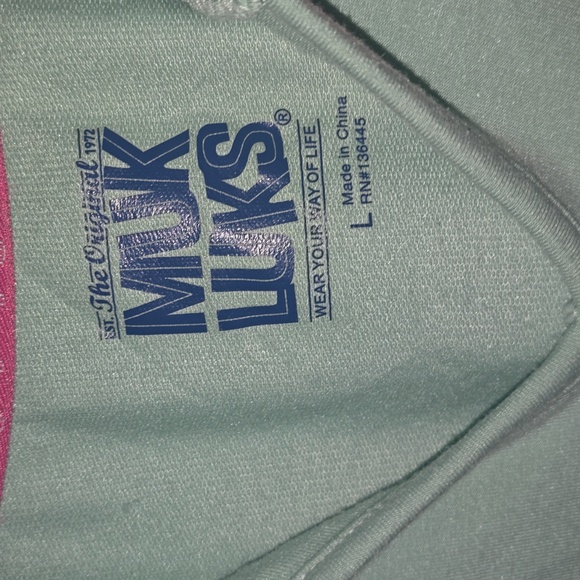 EST. The Original 1972
MUK
LUKS®
WEAR YOUR WAY OF LIFE
Made in China
L
RN#136445